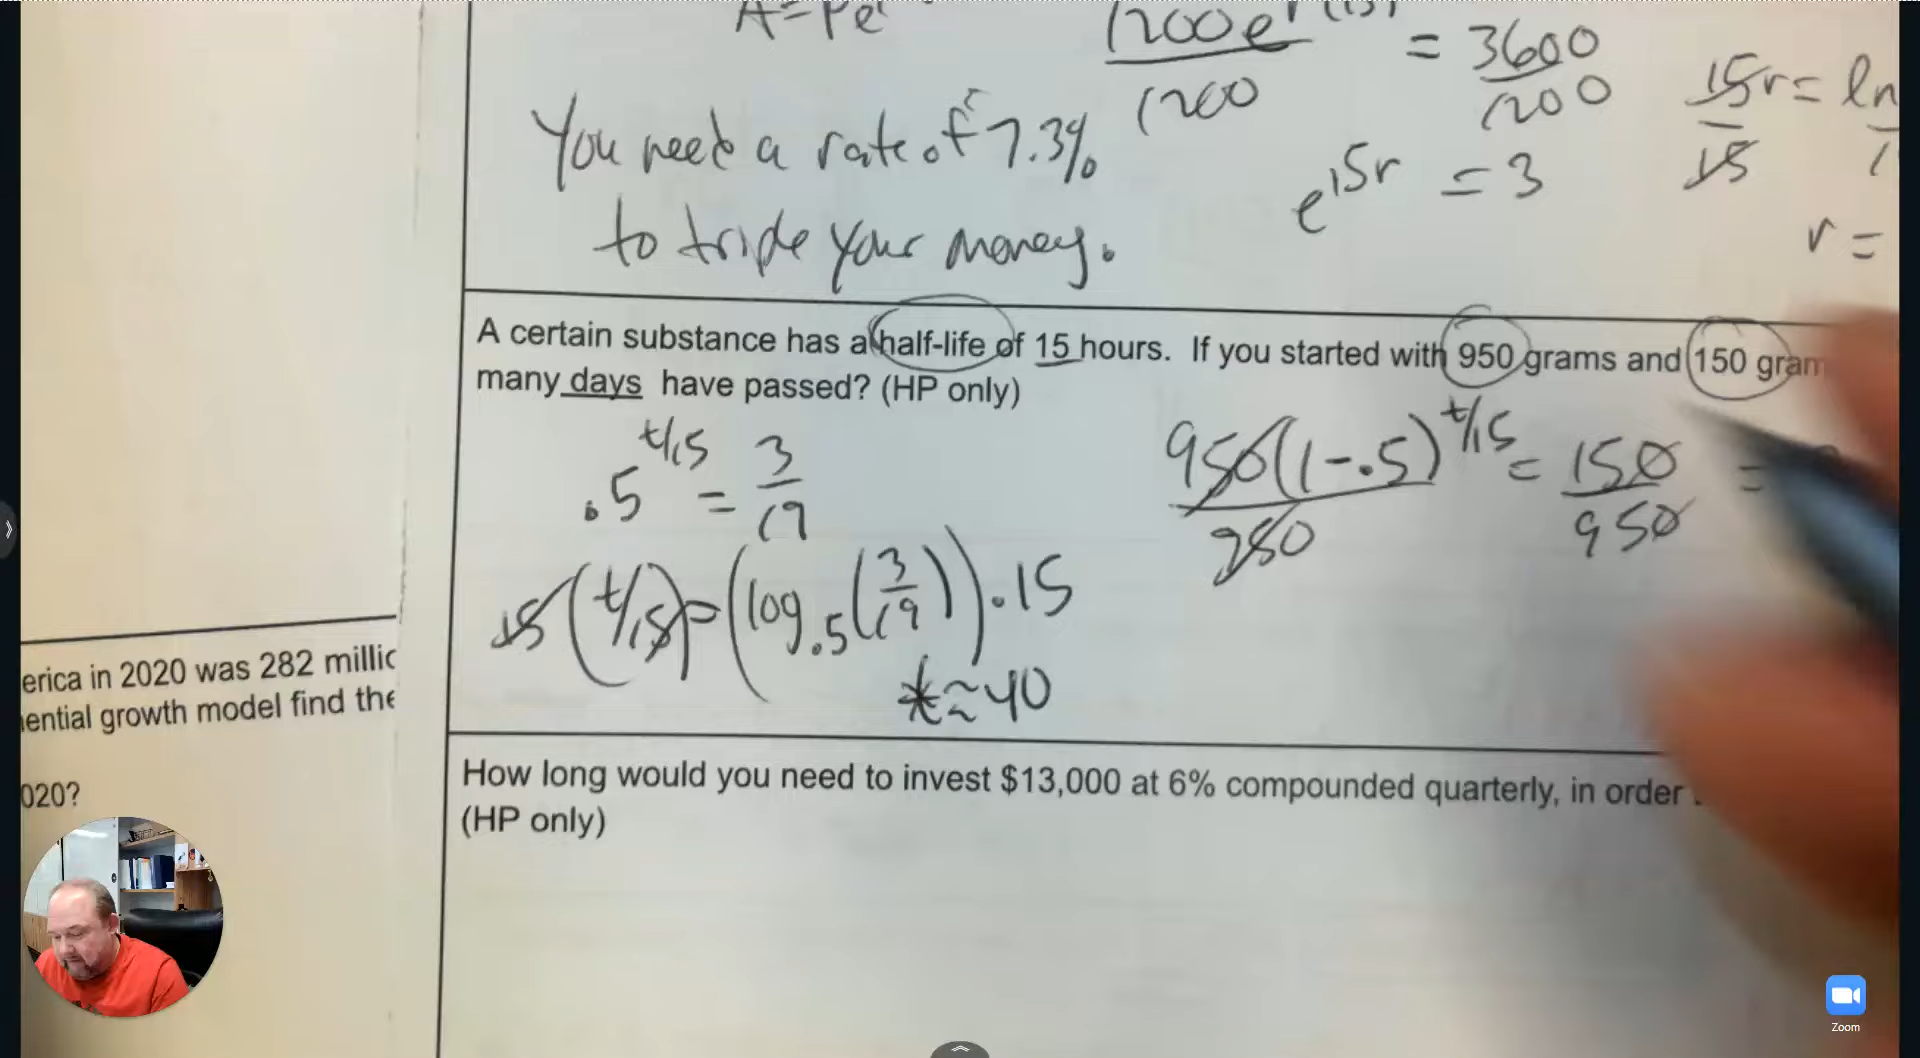 A=Pe
1200e^r(15) / 1200 = 3600 / 1200
15r / 15 = ln
You need a rate of 7.3%
e^15r = 3
r =
to triple your money.
A certain substance has a half-life of 15 hours. If you started with 950 grams and 150 gram
many days have passed? (HP only)
.5^t/15 = 3/19
950(1-.5)^t/15 / 950 = 150 / 950 =
15(t/15) = (log.5(3/19)).15
t≈40
erica in 2020 was 282 millic
ential growth model find the
020?
How long would you need to invest $13,000 at 6% compounded quarterly, in order
(HP only)
Zoom